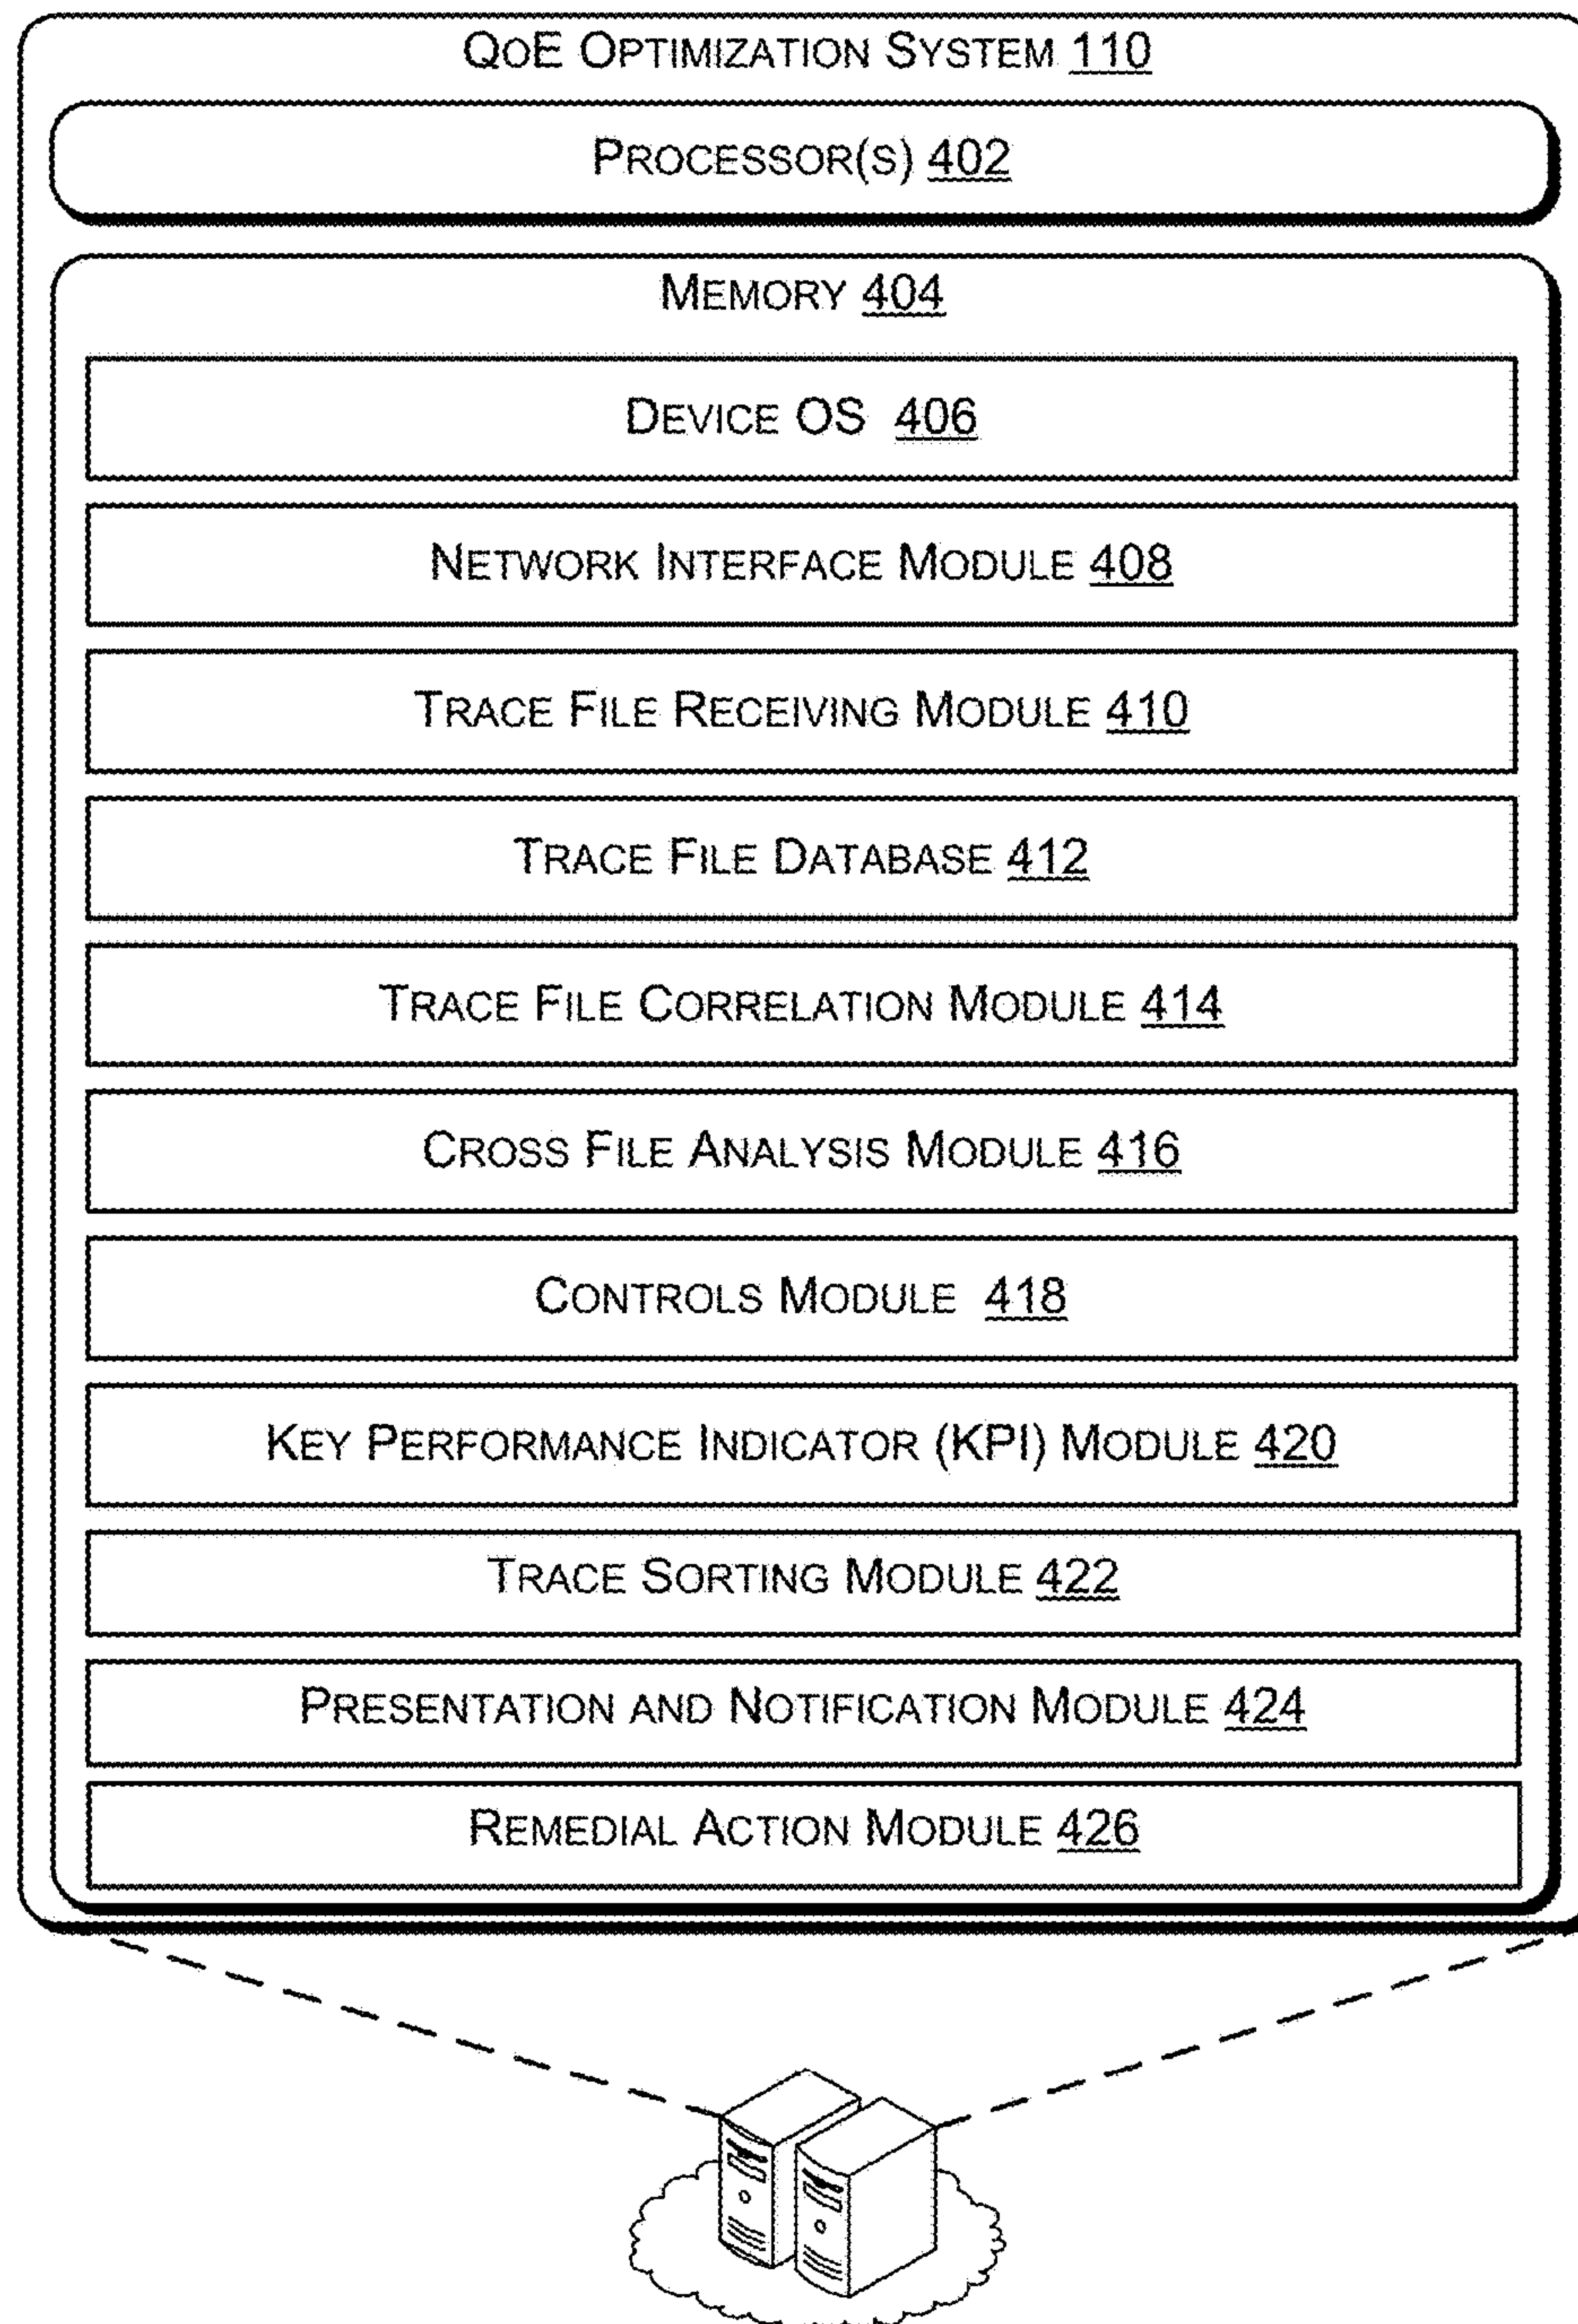 QoE Optimization System 110
Processor(s) 402
Memory 404
Device OS 406
Network Interface Module 408
Trace File Receiving Module 410
Trace File Database 412
Trace File Correlation Module 414
Cross File Analysis Module 416
Controls Module 418
Key Performance Indicator (KPI) Module 420
Trace Sorting Module 422
Presentation and Notification Module 424
Remedial Action Module 426